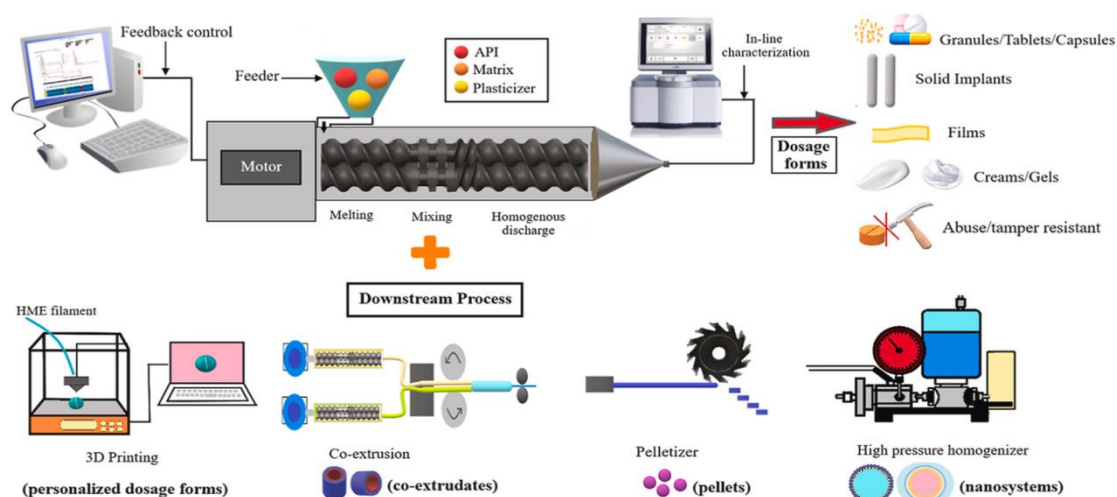 Feedback control
Feeder
API
Matrix
Plasticizer
In-line
characterization
Motor
Melting
Mixing
Homogenous
discharge
Dosage
forms
Granules/Tablets/Capsules
Solid Implants
Films
Creams/Gels
Abuse/tamper resistant
Downstream Process
HME filament
3D Printing
(personalized dosage forms)
Co-extrusion
(co-extrudates)
Pelletizer
(pellets)
High pressure homogenizer
(nanosystems)